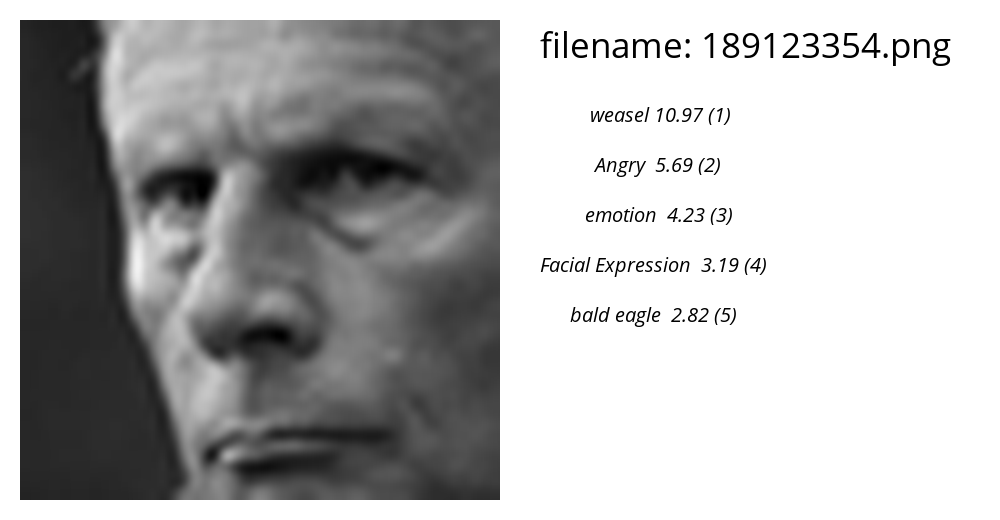 filename: 189123354.png
weasel 10.97 (1)
Angry 5.69 (2)
emotion 4.23 (3)
Facial Expression 3.19 (4)
bald eagle 2.82 (5)